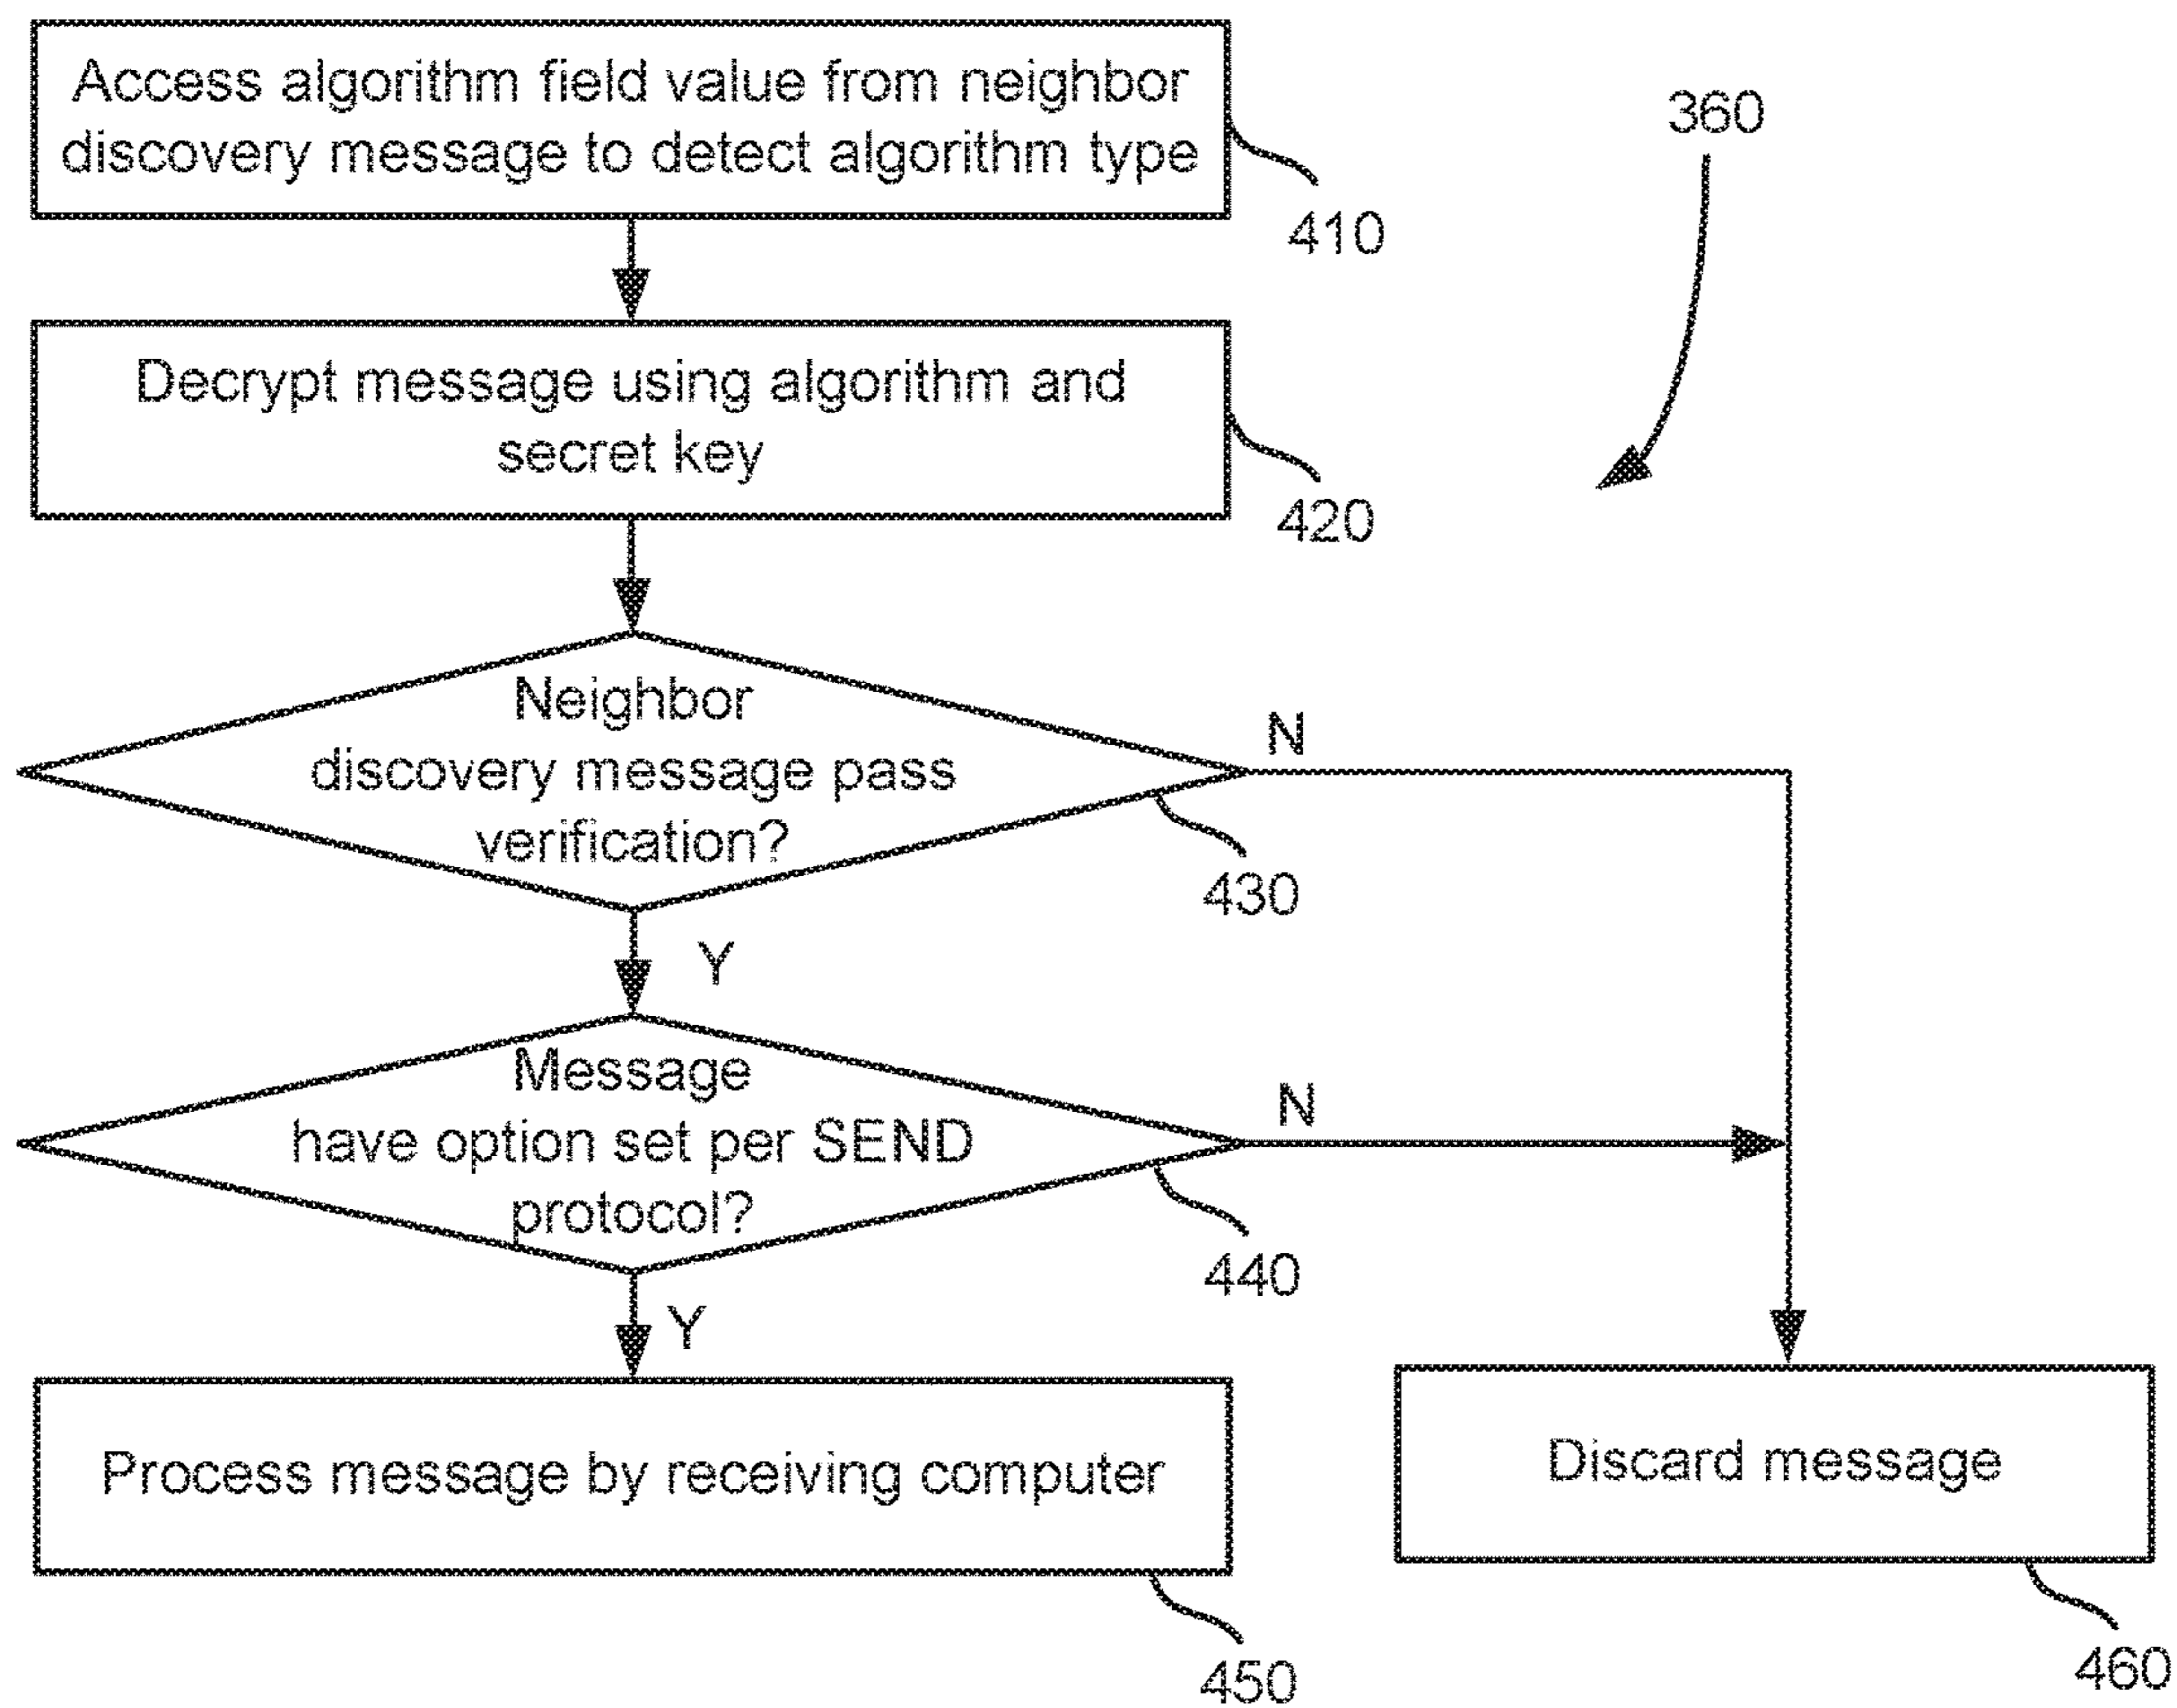 Access algorithm field value from neighbor
discovery message to detect algorithm type
360
410
Decrypt message using algorithm and
secret key
420
Neighbor
discovery message pass
verification?
N
430
Y
Message
have option set per SEND
protocol?
N
440
Y
Process message by receiving computer
Discard message
450
460